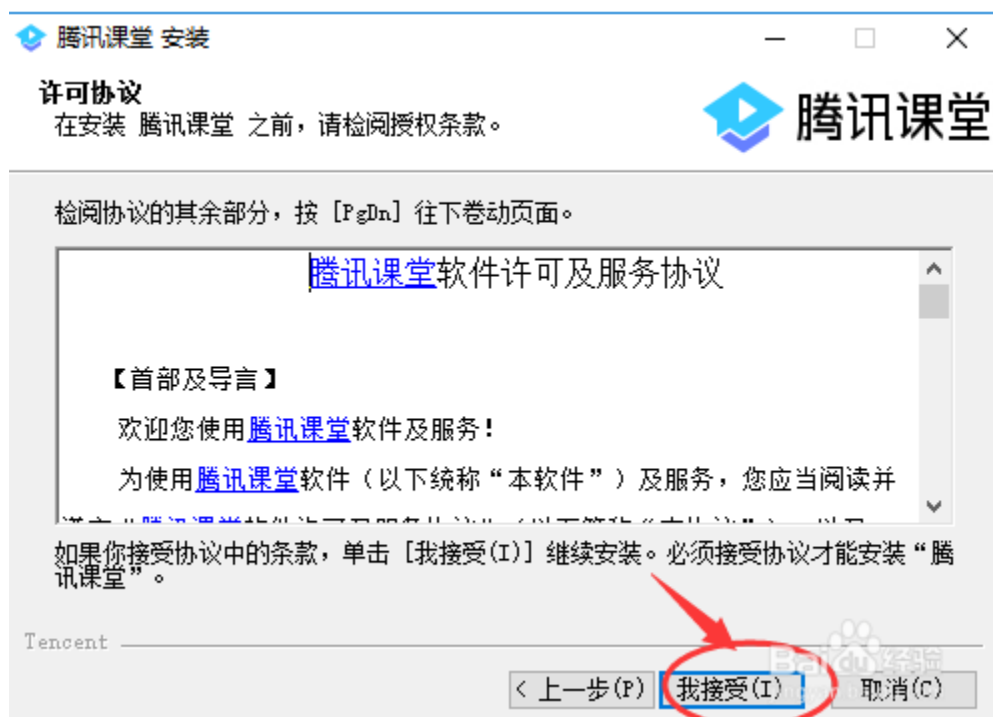 腾讯课堂 安装
许可协议
在安装 腾讯课堂 之前，请检阅授权条款。
腾讯课堂
检阅协议的其余部分，按 [PgDn] 往下卷动页面。
腾讯课堂软件许可及服务协议
【首部及导言】
欢迎您使用腾讯课堂软件及服务！
为使用腾讯课堂软件（以下统称“本软件”）及服务，您应当阅读并
如果你接受协议中的条款，单击 [我接受(I)] 继续安装。必须接受协议才能安装“腾
讯课堂”。
Tencent
< 上一步(P)
我接受(I)
取消(C)
Baidu 经验